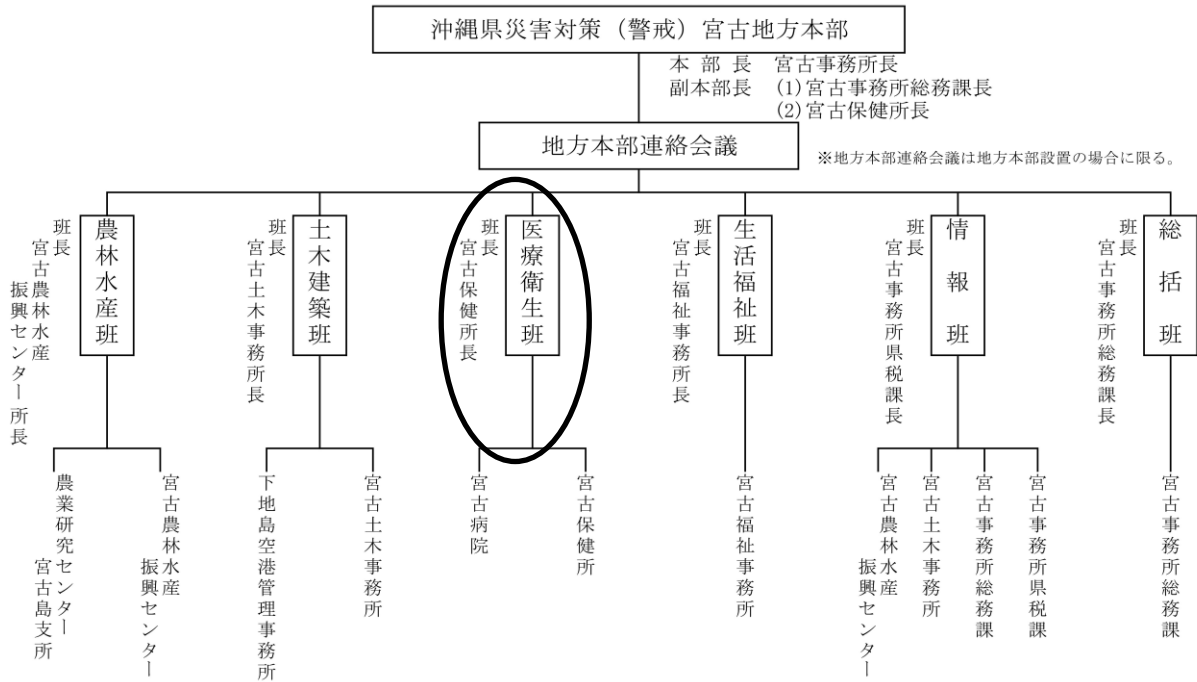 沖縄県災害対策（警戒）宮古地方本部
本部長　宮古事務所長
副本部長　(1)宮古事務所総務課長
(2)宮古保健所長
地方本部連絡会議
※地方本部連絡会議は地方本部設置の場合に限る。
総括班
班長
宮古事務所総務課長
情報班
班長
宮古事務所県税課長
生活福祉班
班長
宮古福祉事務所長
医療衛生班
班長
宮古保健所長
土木建築班
班長
宮古土木事務所長
農林水産班
班長
宮古農林水産
振興センター所長
宮古事務所総務課
宮古事務所県税課
宮古事務所総務課
宮古土木事務所
宮古農林水産
振興センター
宮古福祉事務所
宮古保健所
宮古病院
宮古土木事務所
下地島空港管理事務所
宮古農林水産
振興センター
農業研究センター
宮古島支所